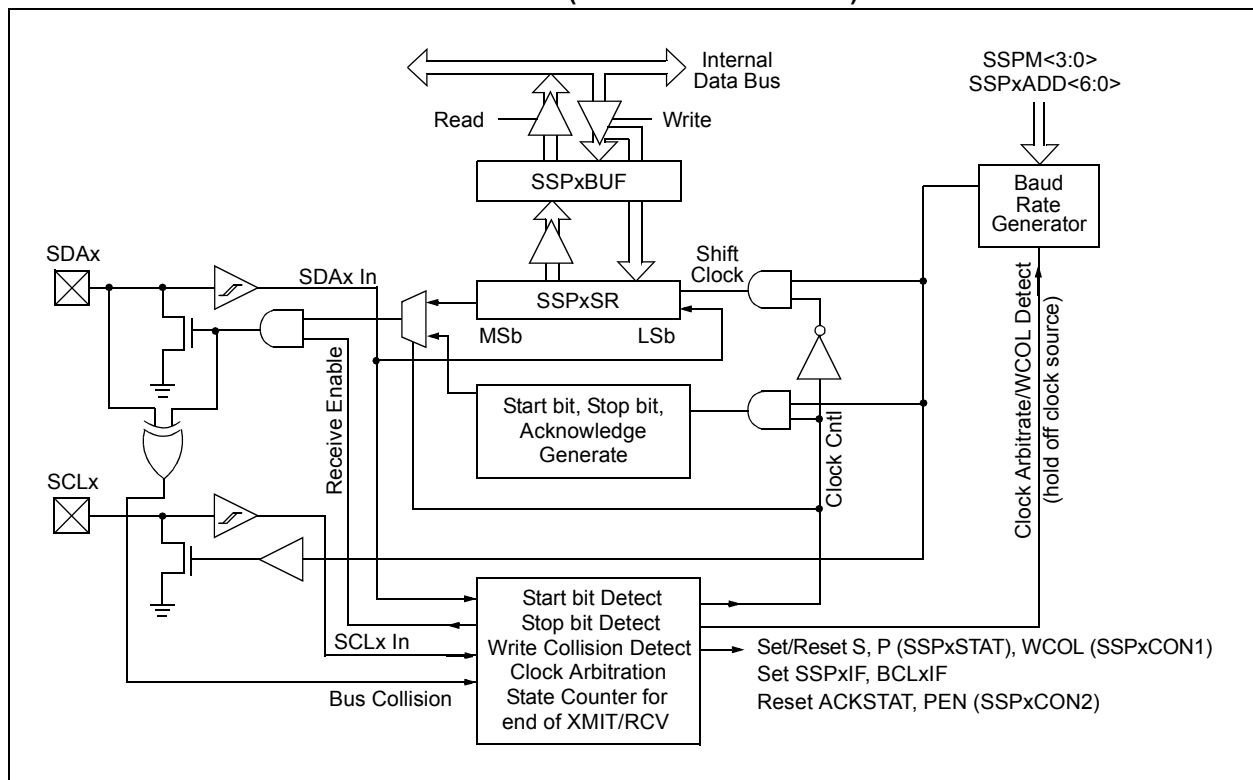 Internal
Data Bus
SSPM<3:0>
SSPxADD<6:0>
Read
Write
SSPxBUF
Baud
Rate
Generator
SDAx
SDAx In
Shift
Clock
SSPxSR
MSb
LSb
Start bit, Stop bit,
Acknowledge
Generate
Receive Enable
Clock Cntl
Clock Arbitrate/WCOL Detect
(hold off clock source)
SCLx
Start bit Detect
Stop bit Detect
Write Collision Detect
Clock Arbitration
State Counter for
end of XMIT/RCV
SCLx In
Bus Collision
Set/Reset S, P (SSPxSTAT), WCOL (SSPxCON1)
Set SSPxIF, BCLxIF
Reset ACKSTAT, PEN (SSPxCON2)